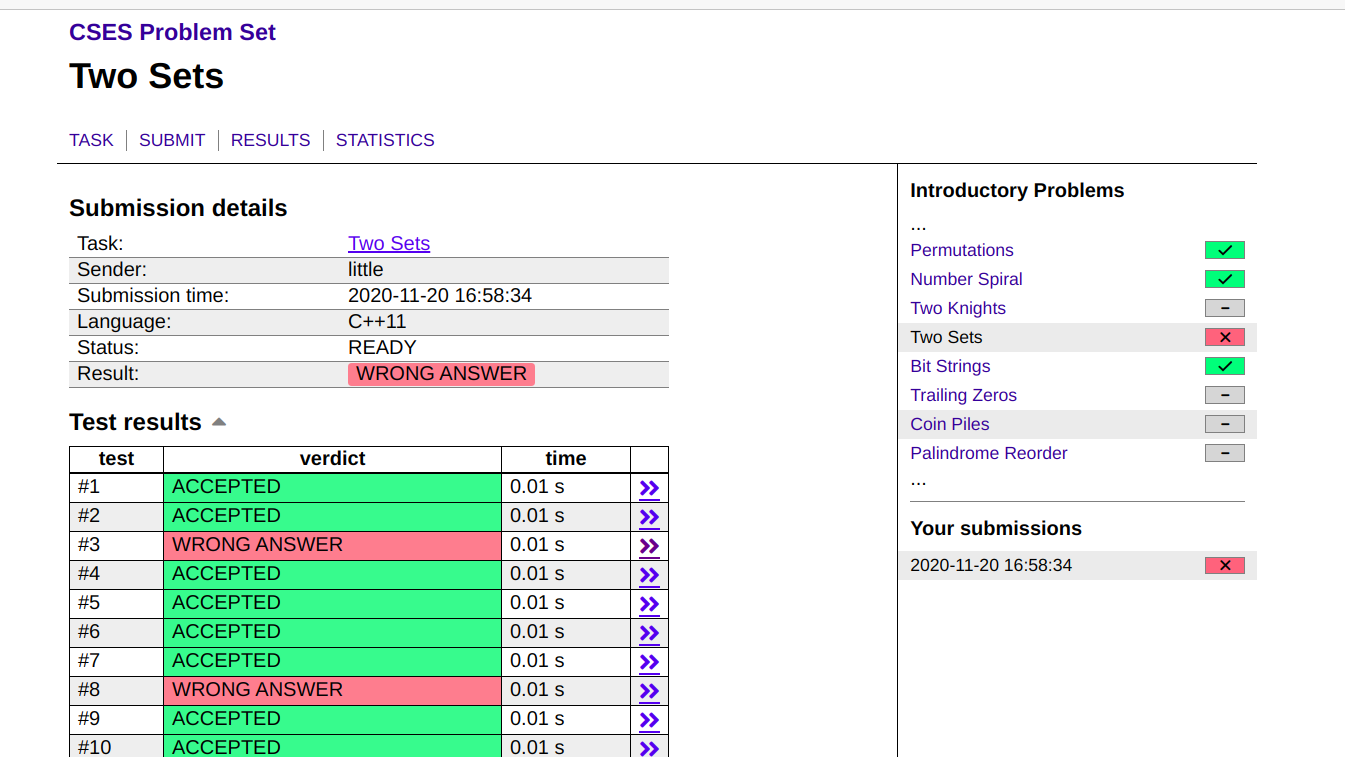 CSES Problem Set
Two Sets
TASK SUBMIT RESULTS STATISTICS
Submission details
Task: Two Sets
Sender: little
Submission time: 2020-11-20 16:58:34
Language: C++11
Status: READY
Result: WRONG ANSWER
Test results
test verdict time
#1 ACCEPTED 0.01 s »
#2 ACCEPTED 0.01 s »
#3 WRONG ANSWER 0.01 s »
#4 ACCEPTED 0.01 s »
#5 ACCEPTED 0.01 s »
#6 ACCEPTED 0.01 s »
#7 ACCEPTED 0.01 s »
#8 WRONG ANSWER 0.01 s »
#9 ACCEPTED 0.01 s »
#10 ACCEPTED 0.01 s »
Introductory Problems
...
Permutations
Number Spiral
Two Knights
Two Sets
Bit Strings
Trailing Zeros
Coin Piles
Palindrome Reorder
...
Your submissions
2020-11-20 16:58:34